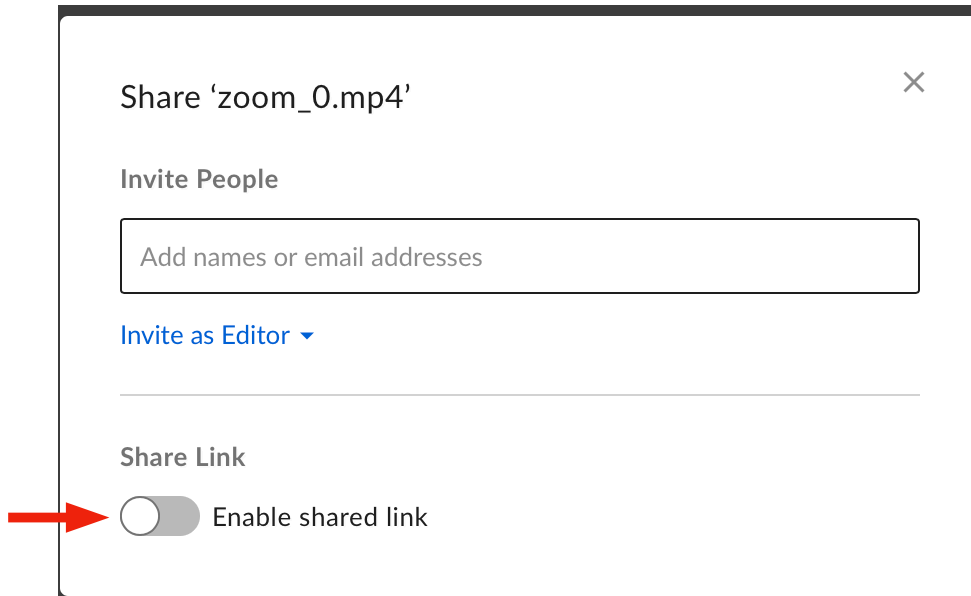 Share ‘zoom_0.mp4’
Invite People
Add names or email addresses
Invite as Editor
Share Link
Enable shared link